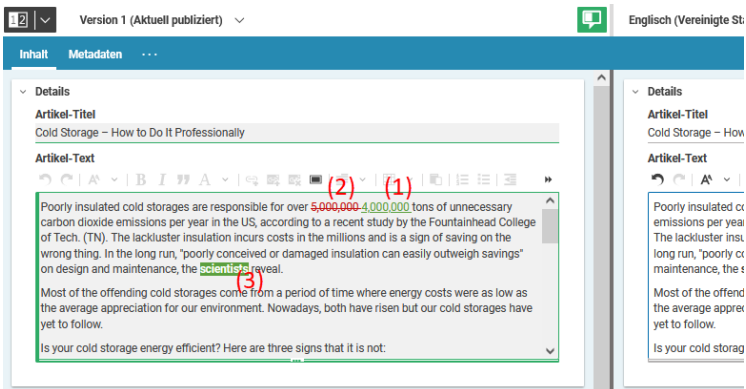 12 Version 1 (Aktuell publiziert)
Inhalt Metadaten ...
Details
Artikel-Titel
Cold Storage – How to Do It Professionally
Artikel-Text
B I A
(2) (1)
Poorly insulated cold storages are responsible for over 5,000,000 4,000,000 tons of unnecessary
carbon dioxide emissions per year in the US, according to a recent study by the Fountainhead College
of Tech. (TN). The lackluster insulation incurs costs in the millions and is a sign of saving on the
wrong thing. In the long run, "poorly conceived or damaged insulation can easily outweigh savings"
on design and maintenance, the scientists reveal.
(3)
Most of the offending cold storages come from a period of time where energy costs were as low as
the average appreciation for our environment. Nowadays, both have risen but our cold storages have
yet to follow.
Is your cold storage energy efficient? Here are three signs that it is not:
Englisch (Vereinigte Sta
Details
Artikel-Titel
Cold Storage – How
Artikel-Text
A
Poorly insulated co
emissions per year
The lackluster insu
long run, "poorly co
maintenance, the s
Most of the offend
the average apprec
yet to follow.
Is your cold storag